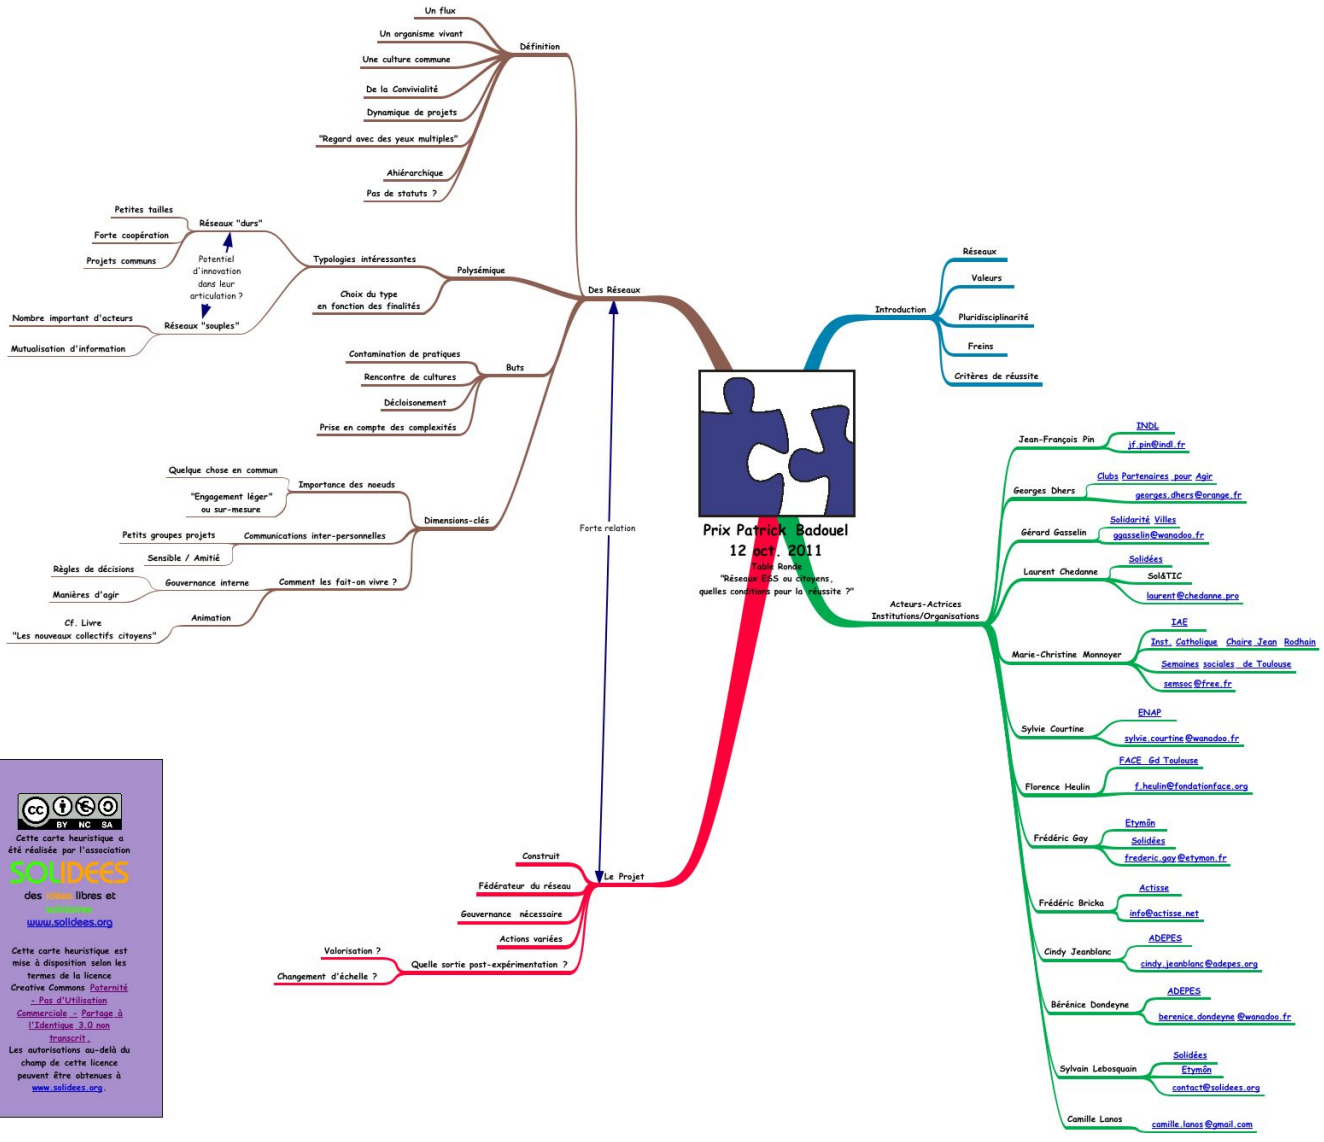 Prix Patrick Badouel
12 oct. 2011
Table Ronde
"Réseaux ESS ou citoyens,
quelles conditions pour la réussite ?"
Des Réseaux
Définition
Un flux
Un organisme vivant
Une culture commune
De la Convivialité
Dynamique de projets
"Regard avec des yeux multiples"
Ahiérarchique
Pas de statuts ?
Polysémique
Typologies intéressantes
Réseaux "durs"
Petites tailles
Forte coopération
Projets communs
Potentiel
d'innovation
dans leur
articulation ?
Réseaux "souples"
Nombre important d'acteurs
Mutualisation d'information
Choix du type
en fonction des finalités
Buts
Contamination de pratiques
Rencontre de cultures
Décloisonement
Prise en compte des complexités
Dimensions-clés
Importance des noeuds
Quelque chose en commun
"Engagement léger"
ou sur-mesure
Communications inter-personnelles
Petits groupes projets
Sensible / Amitié
Comment les fait-on vivre ?
Gouvernance interne
Règles de décisions
Manières d'agir
Animation
Cf. Livre
"Les nouveaux collectifs citoyens"
Forte relation
Introduction
Réseaux
Valeurs
Pluridisciplinarité
Freins
Critères de réussite
Acteurs-Actrices
Institutions/Organisations
Jean-François Pin
INDL
jf.pin@indl.fr
Georges Dhers
Clubs Partenaires pour Agir
georges.dhers@orange.fr
Gérard Gasselin
Solidarité Villes
ggasselin@wanadoo.fr
Laurent Chedanne
Solidées
Sol&TIC
laurent@chedanne.pro
Marie-Christine Monnoyer
IAE
Inst. Catholique Chaire Jean Rodhain
Semaines sociales de Toulouse
semsoc@free.fr
Sylvie Courtine
ENAP
sylvie.courtine@wanadoo.fr
Florence Heulin
FACE Gd Toulouse
f.heulin@fondationface.org
Frédéric Gay
Etymôn
Solidées
frederic.gay@etymon.fr
Frédéric Bricka
Actisse
info@actisse.net
Cindy Jeanblanc
ADEPES
cindy.jeanblanc@adepes.org
Bérénice Dondeyne
ADEPES
berenice.dondeyne@wanadoo.fr
Sylvain Lebosquain
Solidées
Etymôn
contact@solidees.org
Camille Lanos
camille.lanos@gmail.com
Le Projet
Construit
Fédérateur du réseau
Gouvernance nécessaire
Actions variées
Quelle sortie post-expérimentation ?
Valorisation ?
Changement d'échelle ?
cc
BY NC SA
Cette carte heuristique a
été réalisée par l'association
SOLIDEES
des idées libres et
solidaires
www.solidees.org
Cette carte heuristique est
mise à disposition selon les
termes de la licence
Creative Commons Paternité
- Pas d'Utilisation
Commerciale - Partage à
l'Identique 3.0 non
transcrit.
Les autorisations au-delà du
champ de cette licence
peuvent être obtenues à
www.solidees.org.